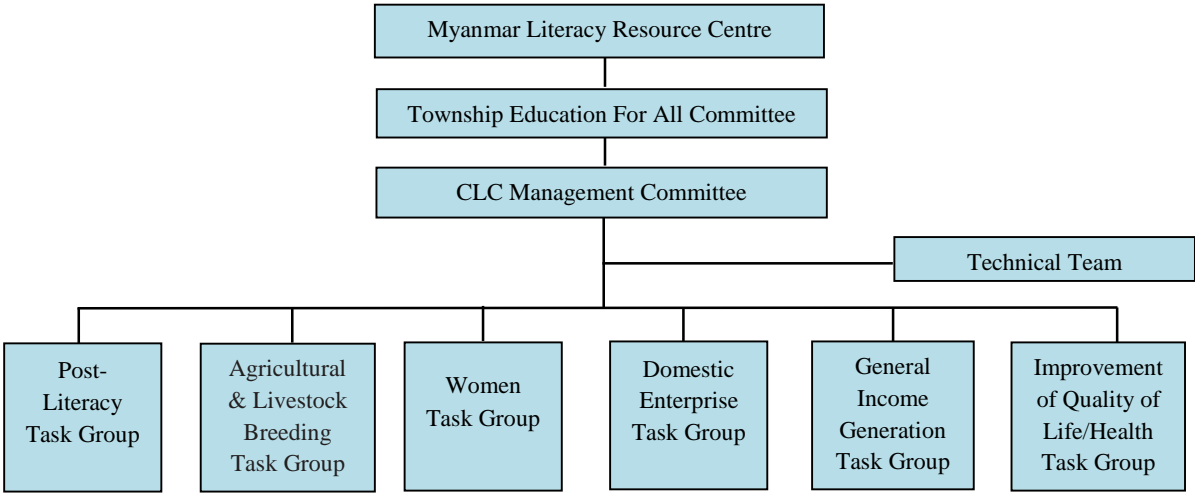 Myanmar Literacy Resource Centre
Township Education For All Committee
CLC Management Committee
Technical Team
Post-
Literacy
Task Group
Agricultural
& Livestock
Breeding
Task Group
Women
Task Group
Domestic
Enterprise
Task Group
General
Income
Generation
Task Group
Improvement
of Quality of
Life/Health
Task Group